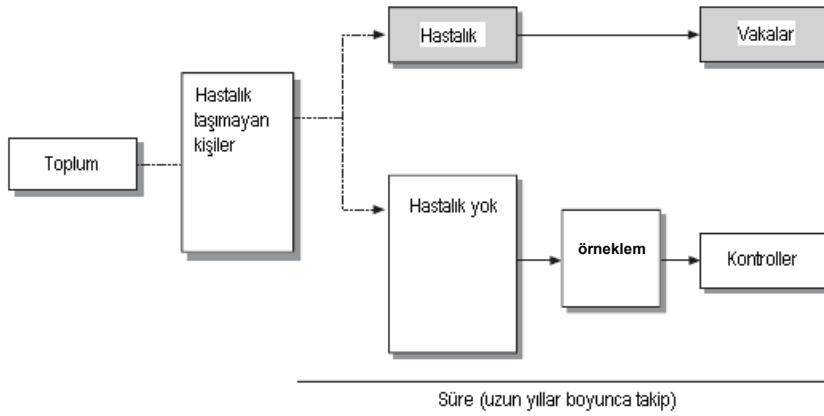 Hastalık
Vakalar
Hastalık
taşımayan
kişiler
Toplum
Hastalık yok
örneklem
Kontroller
Süre (uzun yıllar boyunca takip)